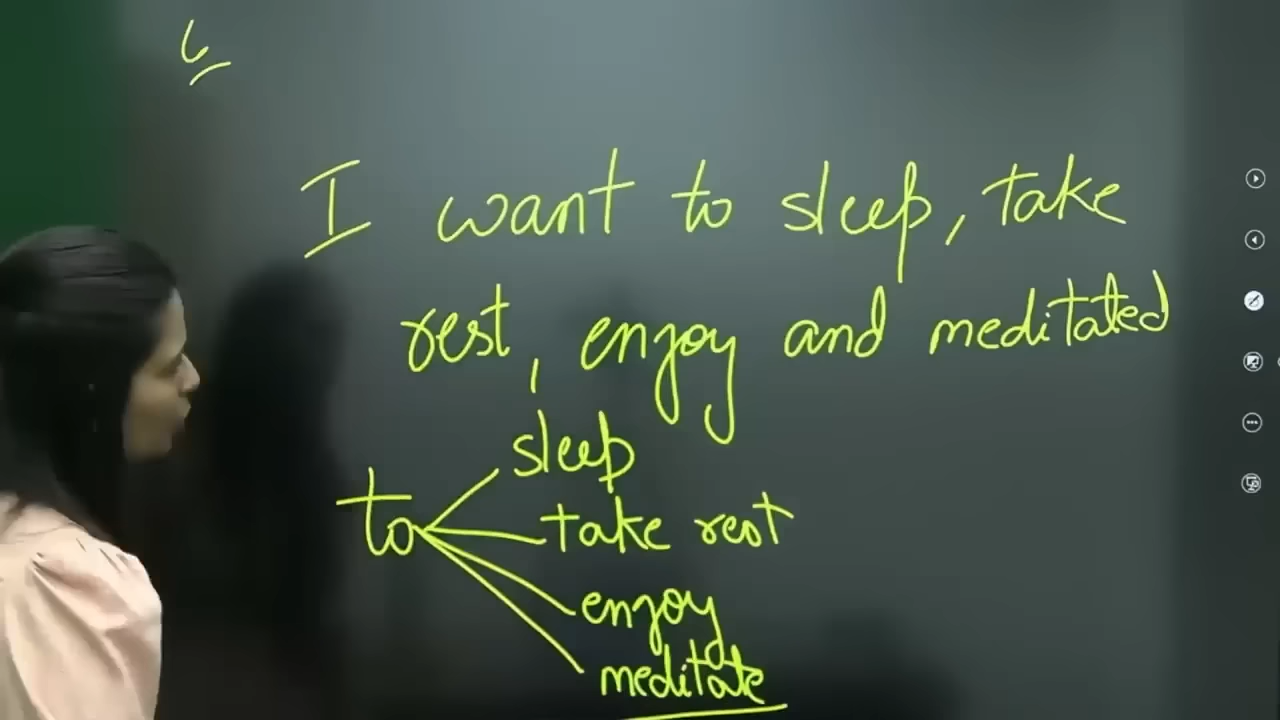 6
I want to sleep, take
rest, enjoy and meditated
sleep
to
take rest
enjoy
meditate